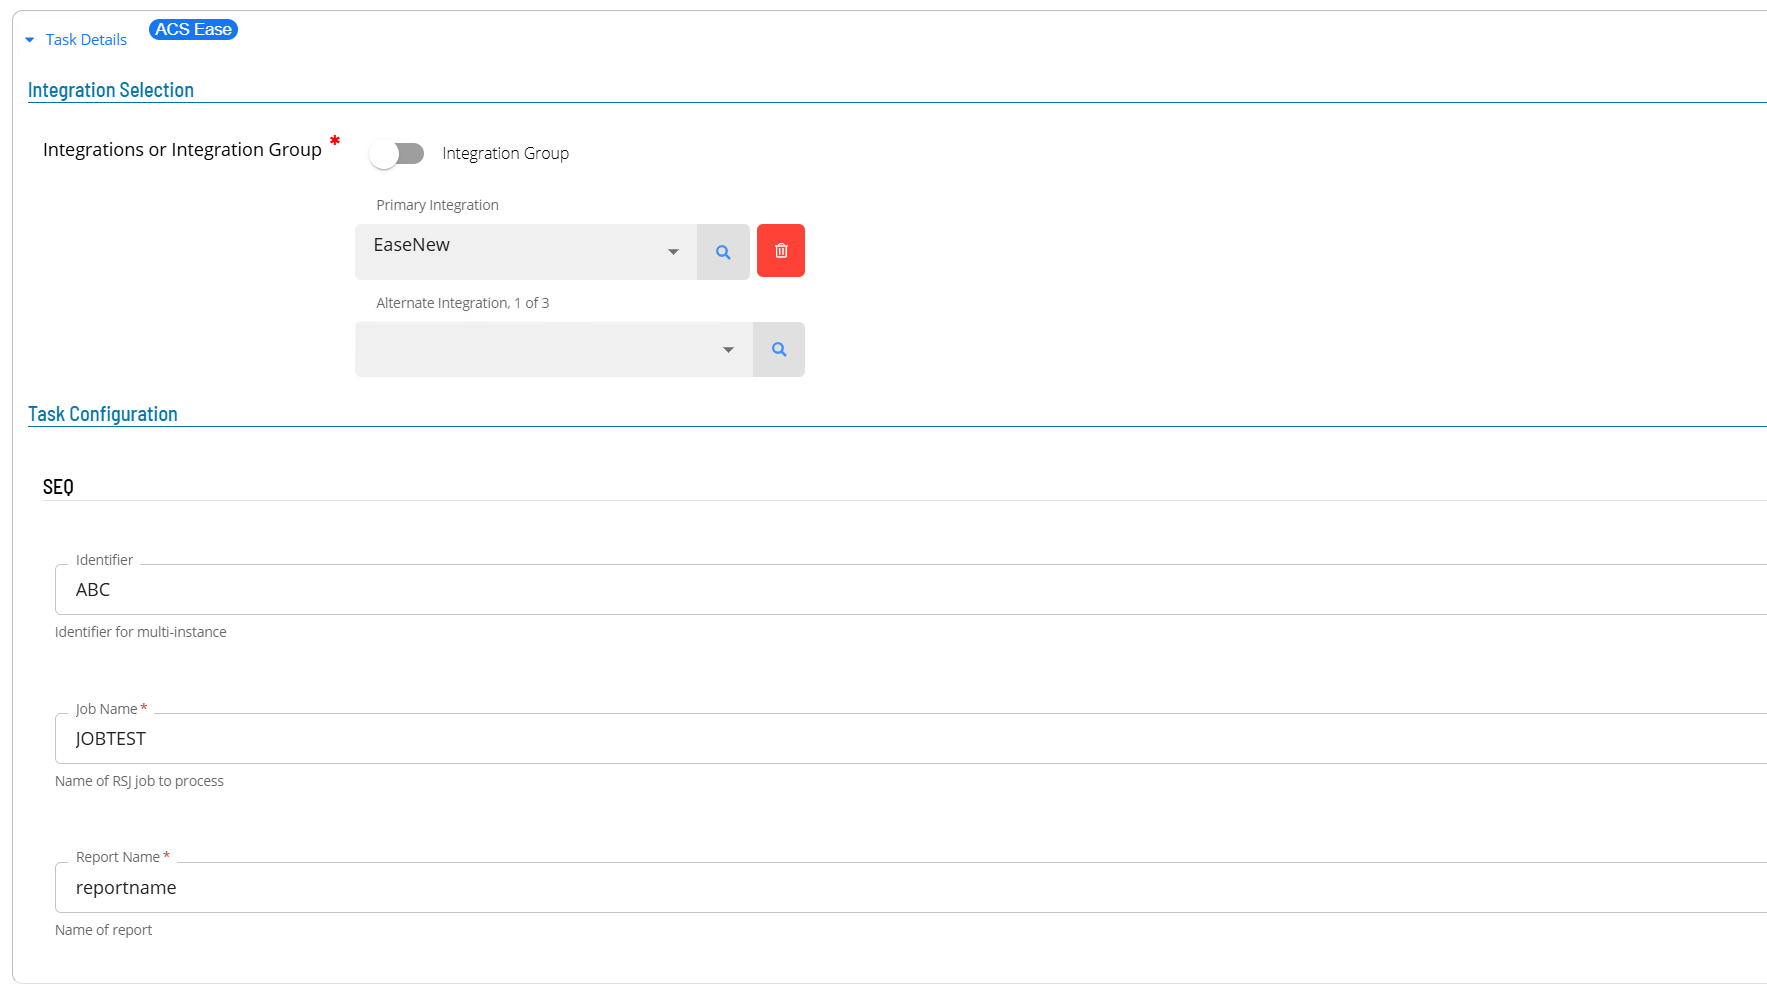 Task Details
ACS Ease
Integration Selection
Integrations or Integration Group *
Integration Group
Primary Integration
EaseNew
Alternate Integration, 1 of 3
Task Configuration
SEQ
Identifier
ABC
Identifier for multi-instance
Job Name *
JOBTEST
Name of RSJ job to process
Report Name *
reportname
Name of report